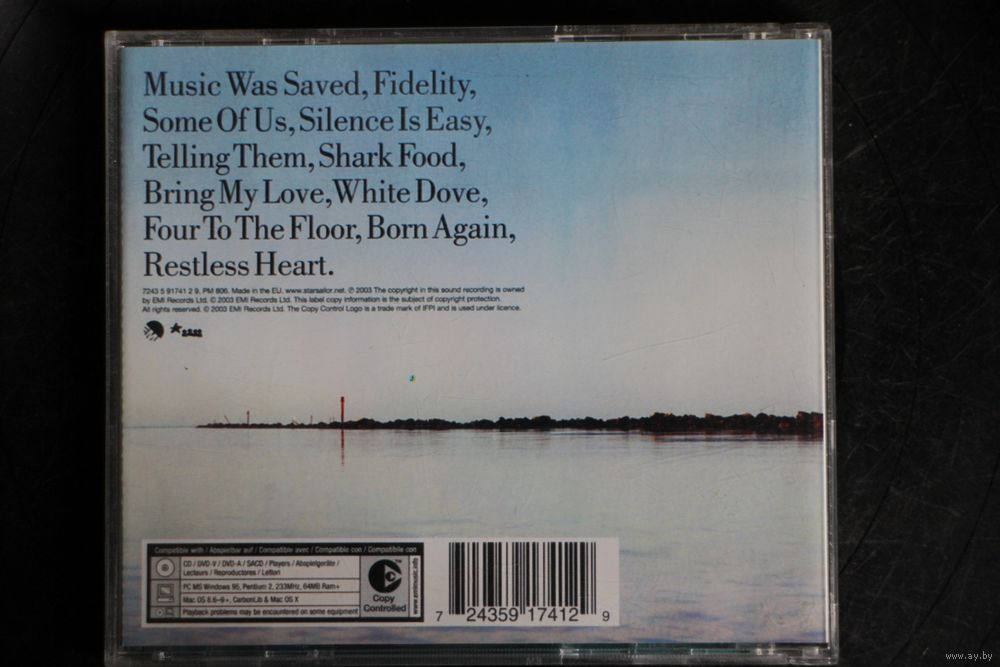 Music Was Saved, Fidelity,
Some Of Us, Silence Is Easy,
Telling Them, Shark Food,
Bring My Love, White Dove,
Four To The Floor, Born Again,
Restless Heart.
7243 5 91741 2 9. PM 606. Made in the EU. www.starsailor.net. ℗ 2003 The copyright in this sound recording is owned
by EMI Records Ltd. © 2003 EMI Records Ltd. This label copy information is the subject of copyright protection.
All rights reserved. © 2003 EMI Records Ltd. The Copy Control Logo is a trade mark of IFPI and is used under licence.
Compatible with / Abspielbar auf / Compatible avec / Compatible con / Compatibile con
CD / DVD-V / DVD-A / SACD / Players / Abspielgeräte /
Lecteurs / Reproductores / Lettori
PC MS Windows 95, Pentium 2, 233MHz, 64MB Ram+
Mac OS 8.6-9+, CarbonLib & Mac OS X
Playback problems may be encountered on some equipment
Copy
Controlled
www.emimusic.info
7 24359 17412 9
www.ay.by